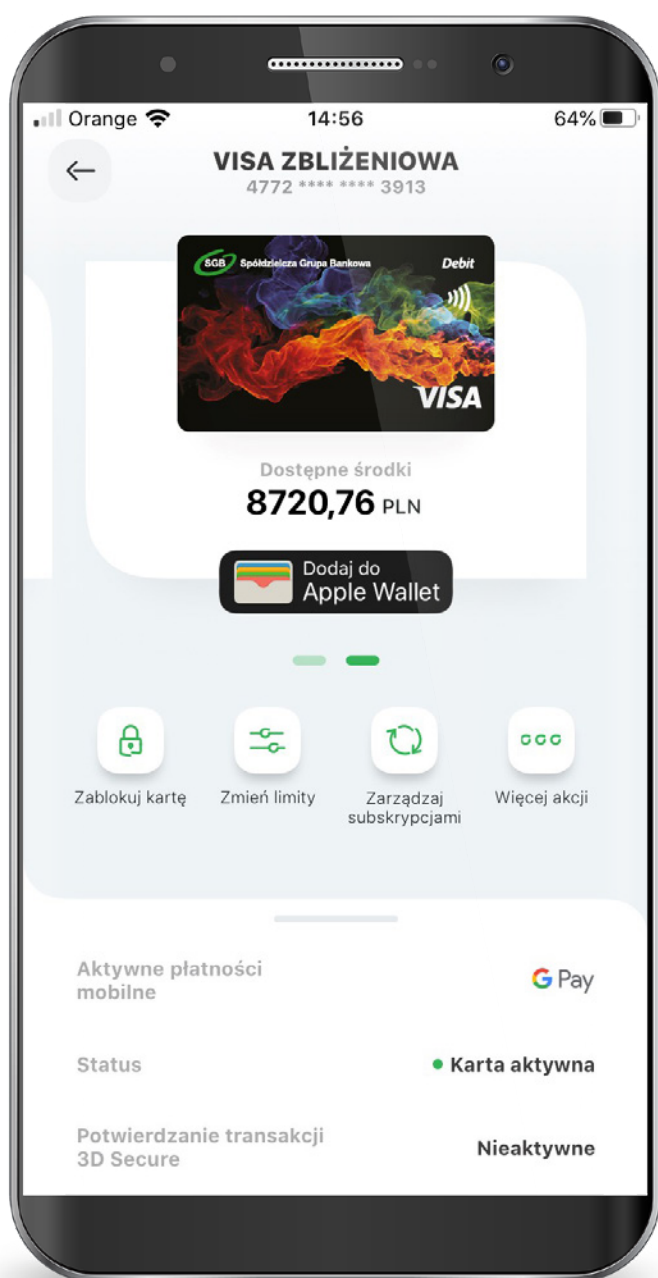 Orange
14:56
64%
VISA ZBLIŻENIOWA
4772 **** **** 3913
SGB Spółdzielcza Grupa Bankowa Debit
VISA
Dostępne środki
8720,76 PLN
Dodaj do
Apple Wallet
Zablokuj kartę
Zmień limity
Zarządzaj
subskrypcjami
Więcej akcji
Aktywne płatności
mobilne
G Pay
Status
Karta aktywna
Potwierdzanie transakcji
3D Secure
Nieaktywne